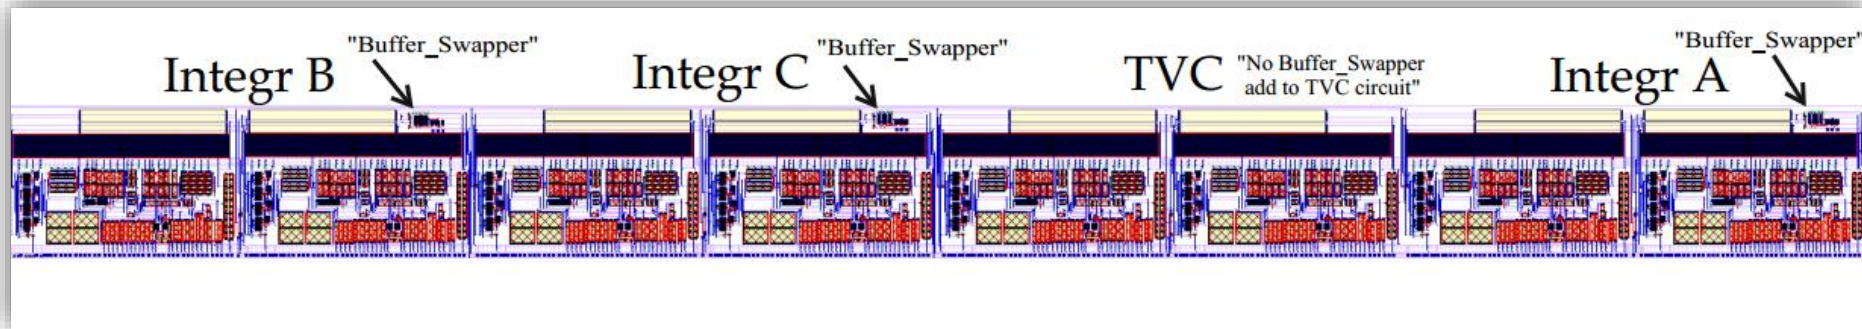 Integr B
"Buffer_Swapper"
Integr C
"Buffer_Swapper"
TVC
"No Buffer_Swapper
add to TVC circuit"
Integr A
"Buffer_Swapper"